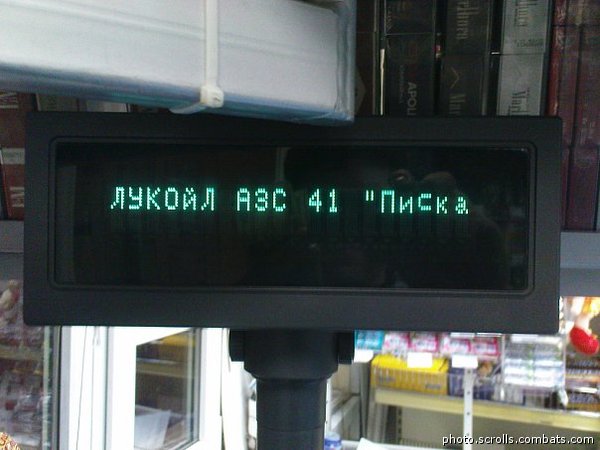 ЛУКОЙЛ АЗС 41 "Писка
photo.scrolls.combats.com